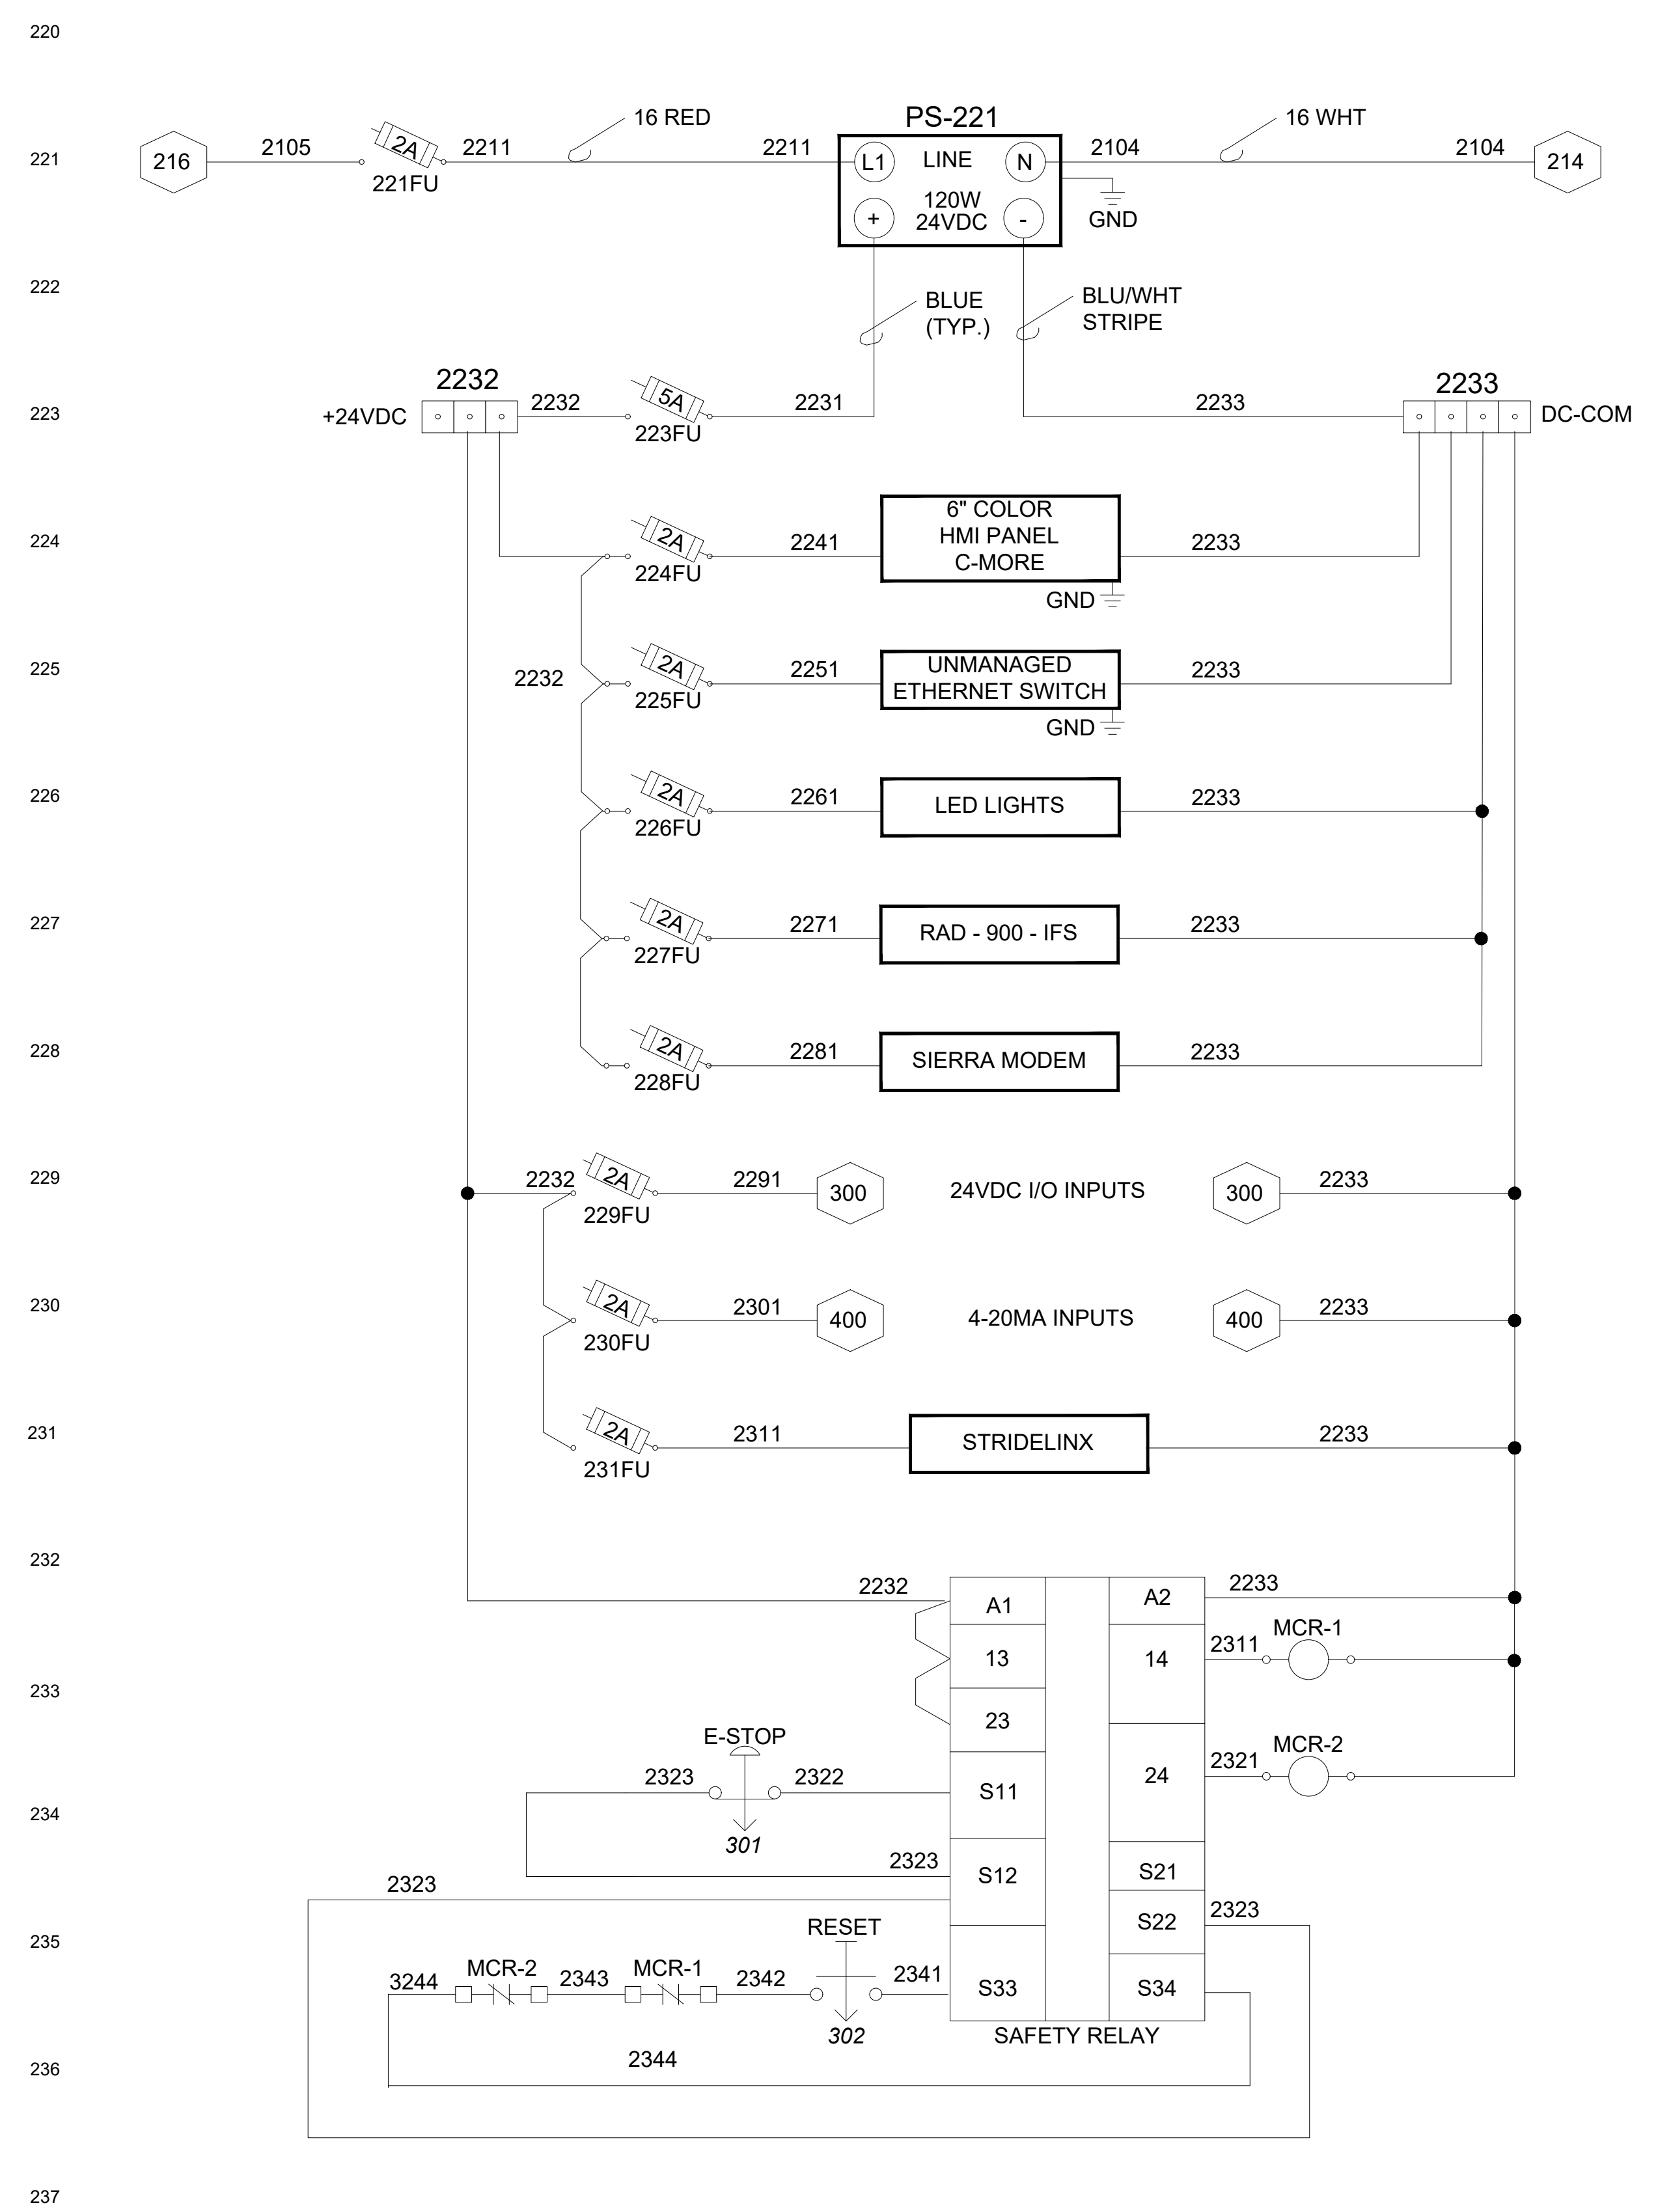 220
16 RED
PS-221
16 WHT
221
216
2105
2A
221FU
2211
2211
L1
LINE
N
120W
24VDC
+
-
GND
2104
2104
214
222
BLUE
(TYP.)
BLU/WHT
STRIPE
223
+24VDC
2232
2232
5A
223FU
2231
2233
2233
DC-COM
224
2A
224FU
2241
6" COLOR
HMI PANEL
C-MORE
GND
2233
225
2232
2A
225FU
2251
UNMANAGED
ETHERNET SWITCH
GND
2233
226
2A
226FU
2261
LED LIGHTS
2233
227
2A
227FU
2271
RAD - 900 - IFS
2233
228
2A
228FU
2281
SIERRA MODEM
2233
229
2232
2A
229FU
2291
300
24VDC I/O INPUTS
300
2233
230
2A
230FU
2301
400
4-20MA INPUTS
400
2233
231
2A
231FU
2311
STRIDELINX
2233
232
2232
A1
A2
2233
13
14
2311
MCR-1
233
23
E-STOP
2323
2322
S11
24
2321
MCR-2
234
301
2323
S12
S21
2323
S22
2323
235
RESET
3244
MCR-2
2343
MCR-1
2342
2341
S33
S34
302
SAFETY RELAY
236
2344
237